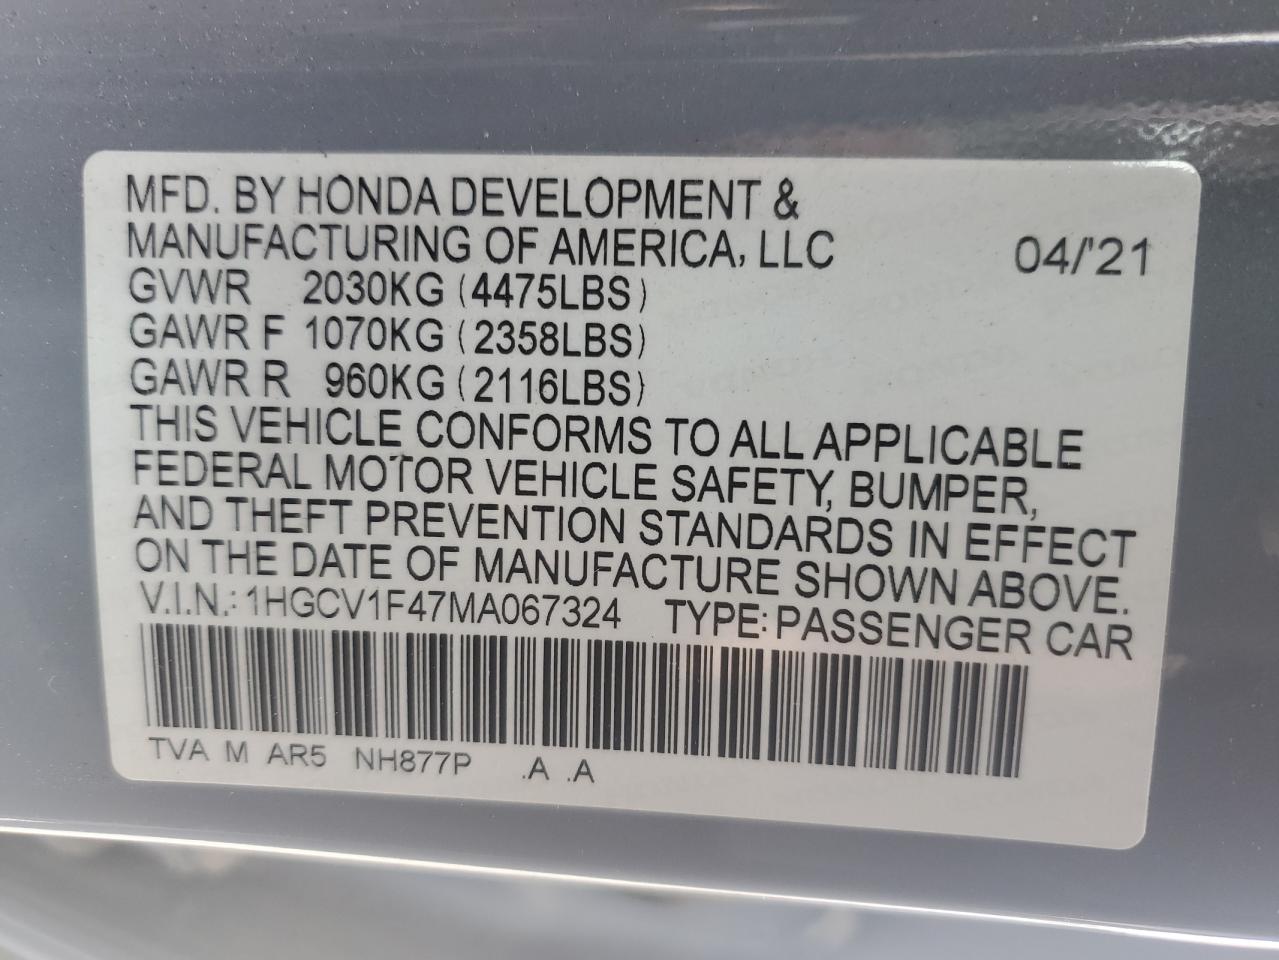 MFD. BY HONDA DEVELOPMENT &
MANUFACTURING OF AMERICA, LLC 04/'21
GVWR 2030KG (4475LBS)
GAWR F 1070KG (2358LBS)
GAWR R 960KG (2116LBS)
THIS VEHICLE CONFORMS TO ALL APPLICABLE
FEDERAL MOTOR VEHICLE SAFETY, BUMPER,
AND THEFT PREVENTION STANDARDS IN EFFECT
ON THE DATE OF MANUFACTURE SHOWN ABOVE.
V.I.N.: 1HGCV1F47MA067324 TYPE: PASSENGER CAR
TVA M AR5 NH877P .A .A